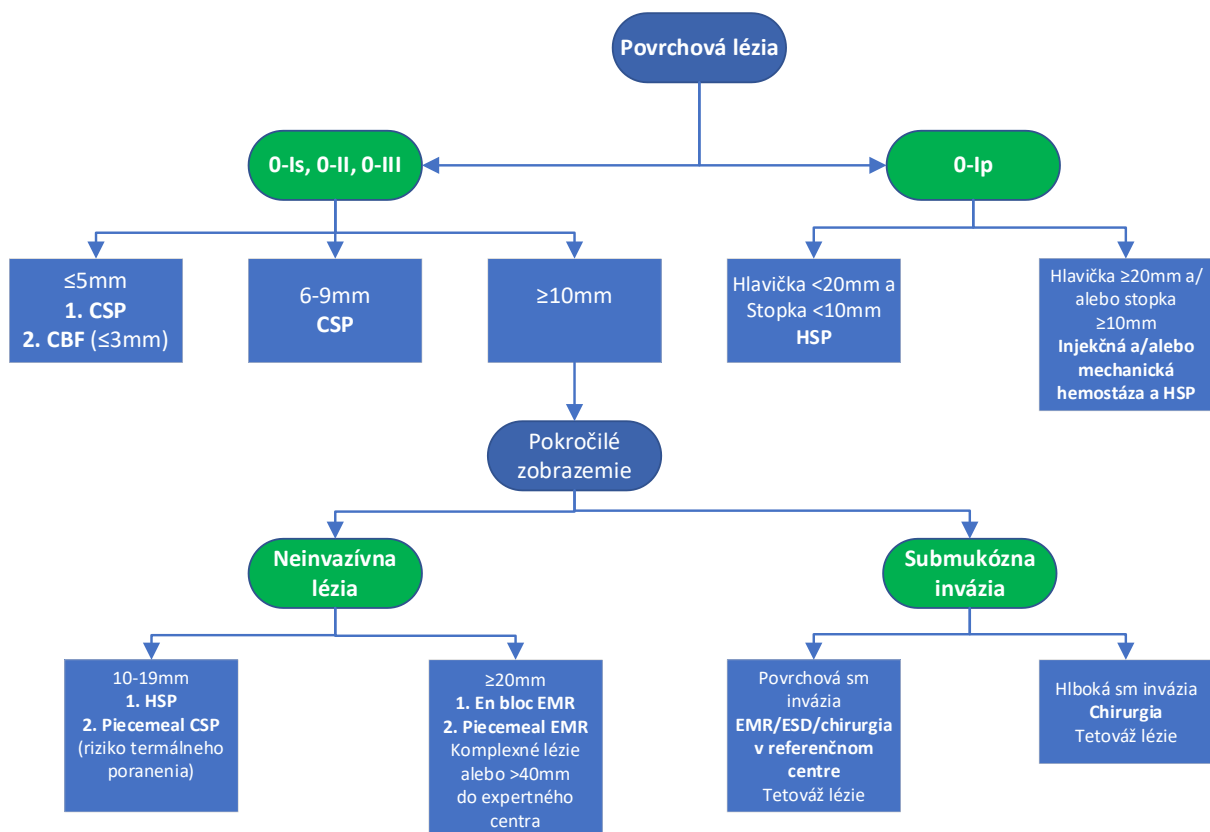 Povrchová lézia
0-Is, 0-II, 0-III
0-Ip
≤5mm
1. CSP
2. CBF (≤3mm)
6-9mm
CSP
≥10mm
Hlavička <20mm a
Stopka <10mm
HSP
Hlavička ≥20mm a/
alebo stopka
≥10mm
Injekčná a/alebo
mechanická
hemostáza a HSP
Pokročilé
zobrazemie
Neinvazívna
lézia
Submukózna
invázia
10-19mm
1. HSP
2. Piecemeal CSP
(riziko termálneho
poranenia)
≥20mm
1. En bloc EMR
2. Piecemeal EMR
Komplexné lézie
alebo >40mm
do expertného
centra
Povrchová sm
invázia
EMR/ESD/chirurgia
v referenčnom
centre
Tetováž lézie
Hlboká sm invázia
Chirurgia
Tetováž lézie